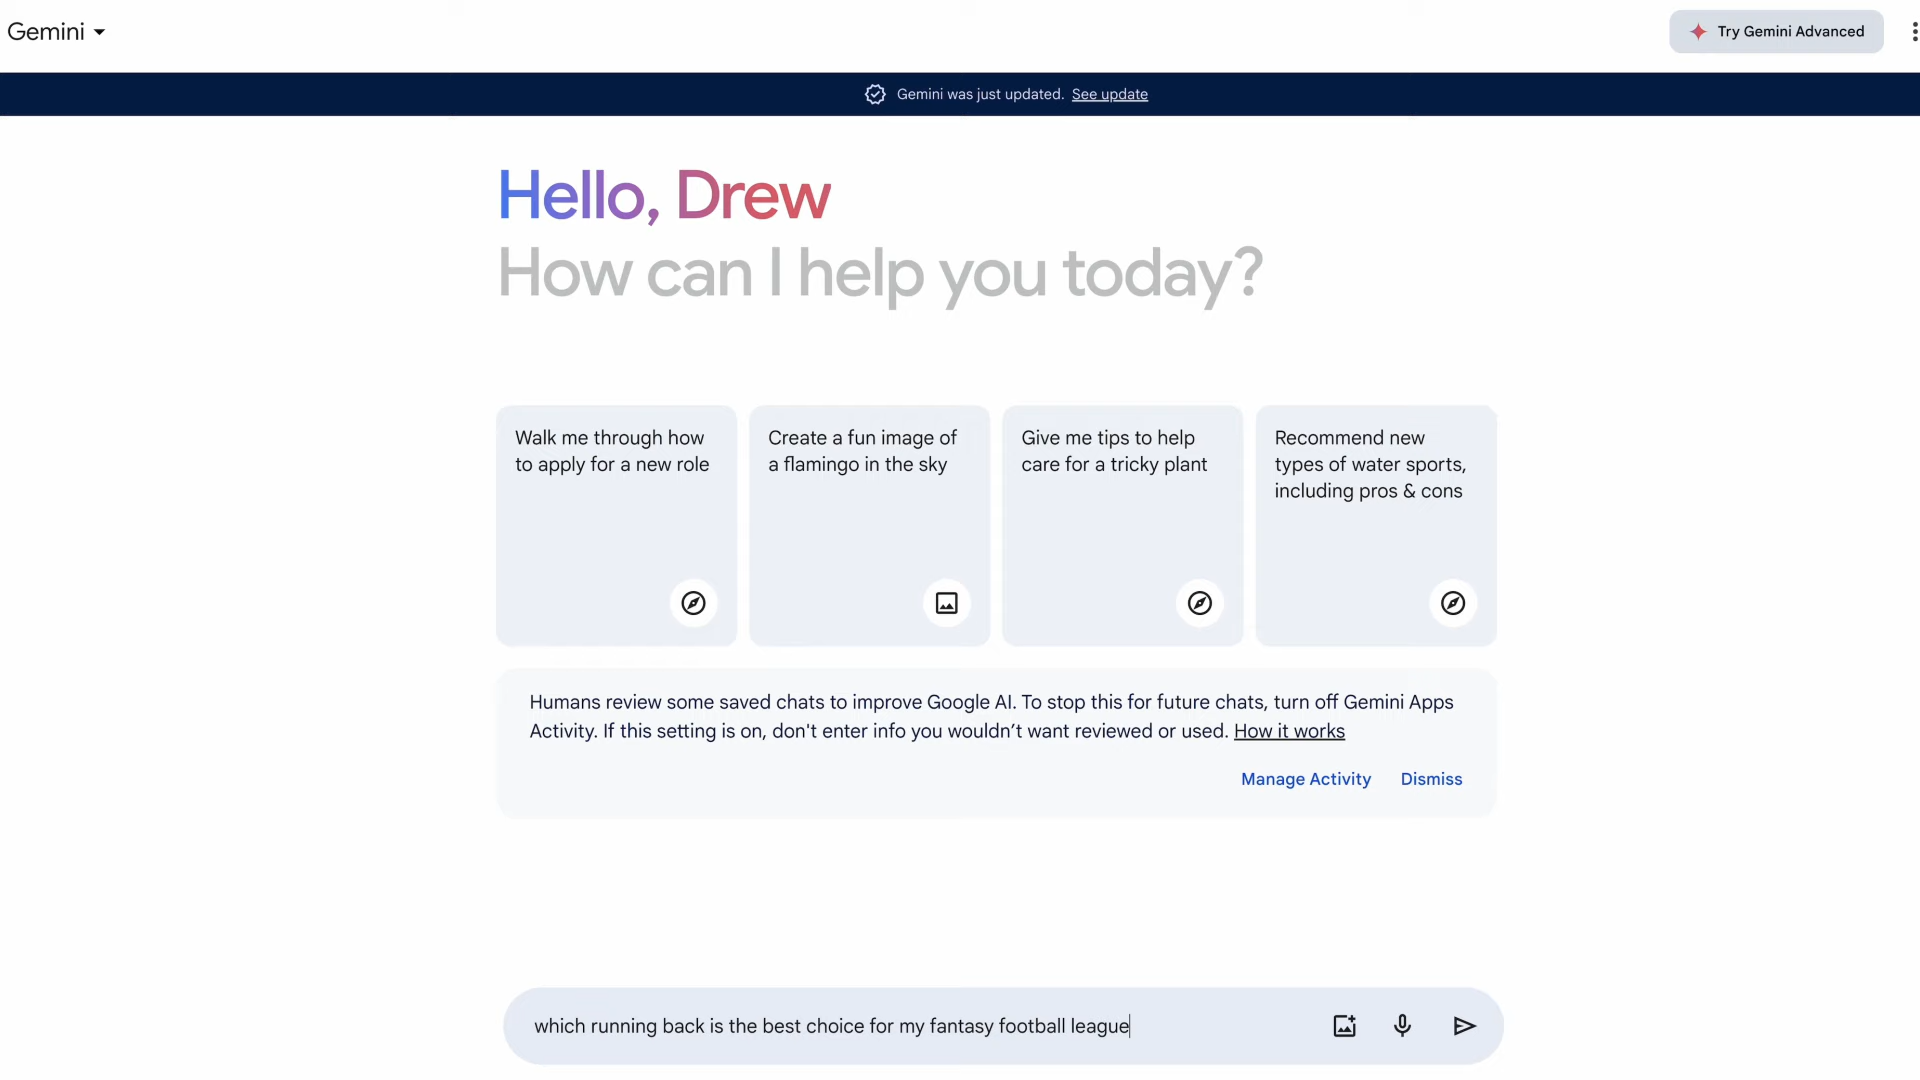 Gemini
Try Gemini Advanced
Gemini was just updated. See update
Hello, Drew
How can I help you today?
Walk me through how
to apply for a new role
Create a fun image of
a flamingo in the sky
Give me tips to help
care for a tricky plant
Recommend new
types of water sports,
including pros & cons
Humans review some saved chats to improve Google AI. To stop this for future chats, turn off Gemini Apps
Activity. If this setting is on, don't enter info you wouldn’t want reviewed or used. How it works
Manage Activity Dismiss
which running back is the best choice for my fantasy football league